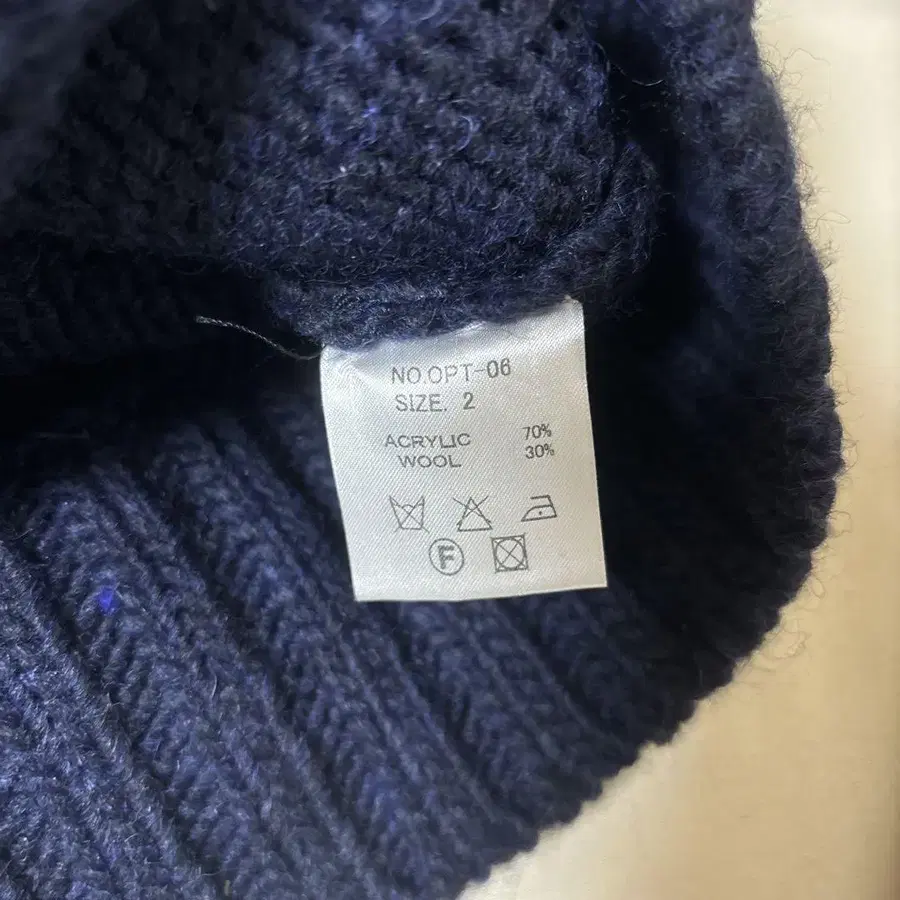 NO.OPT-06
SIZE. 2
ACRYLIC 70%
WOOL 30%
F